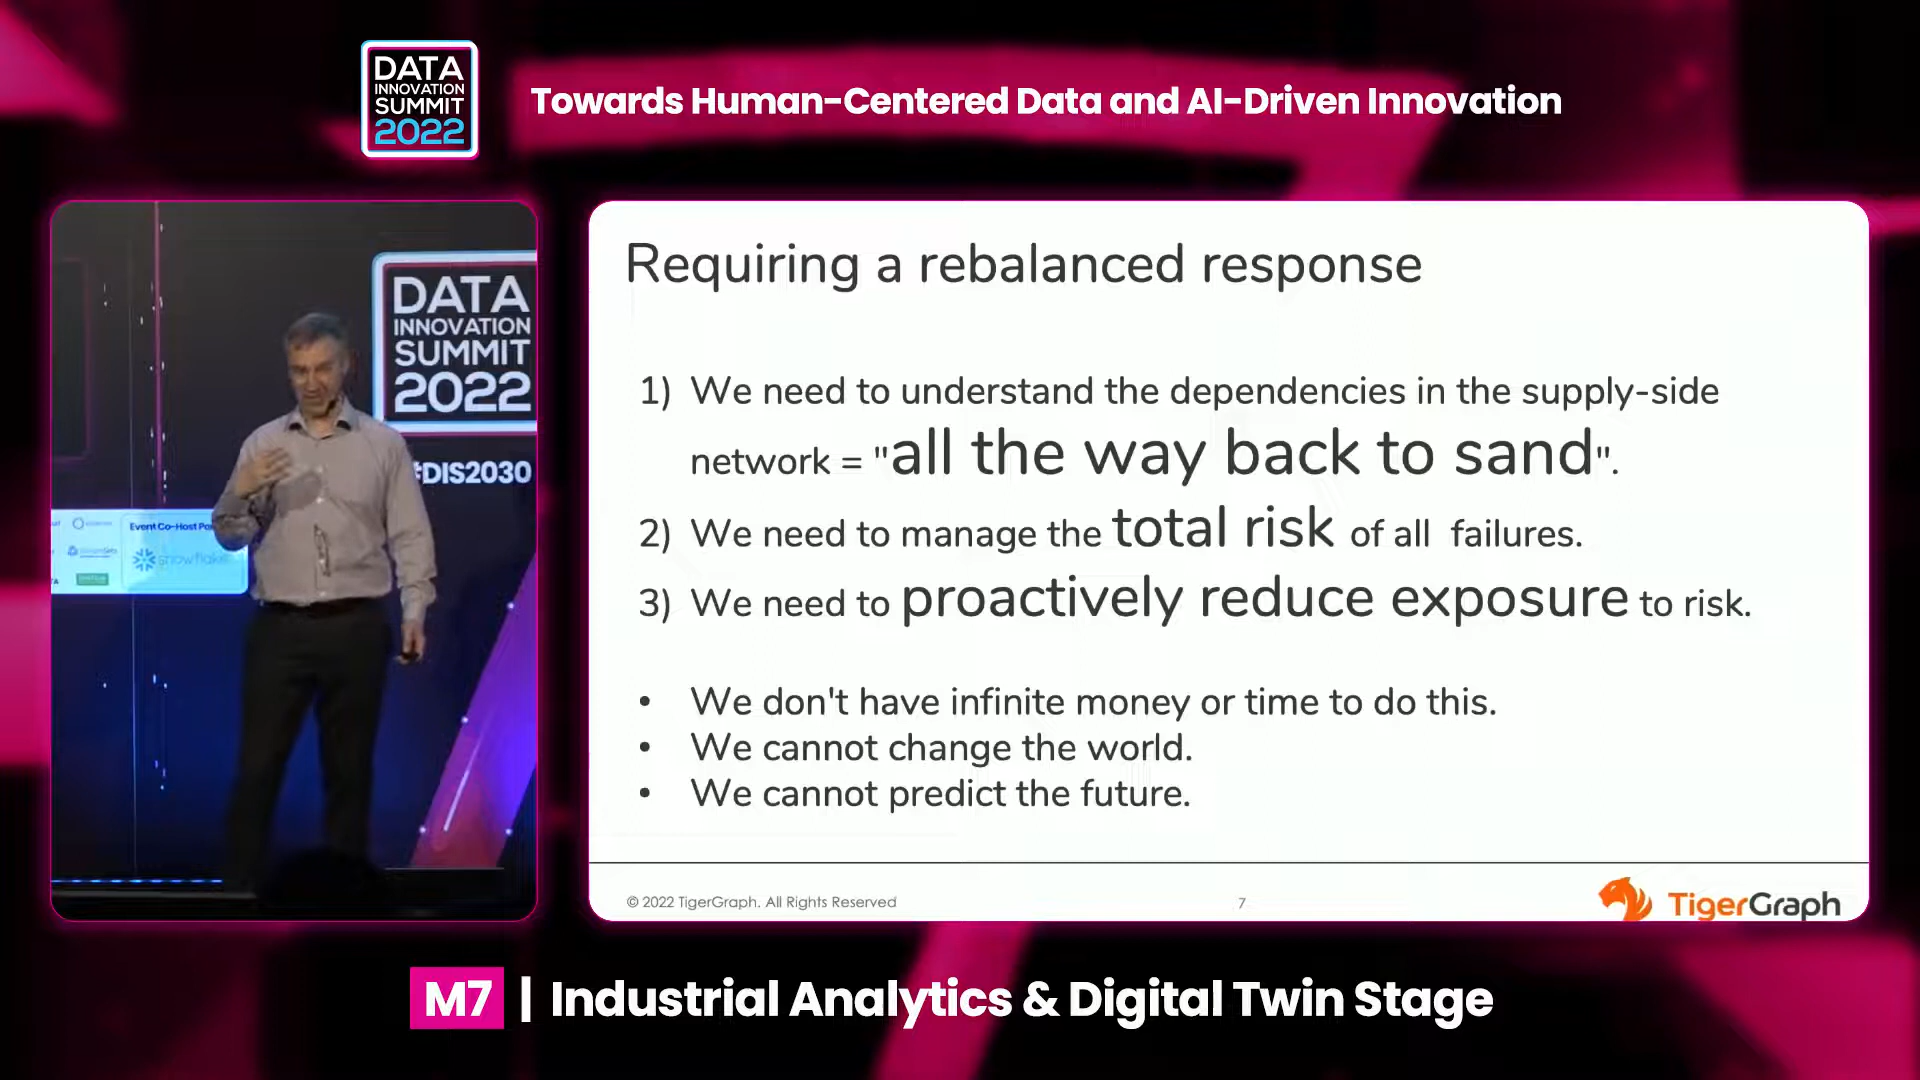 DATA
INNOVATION
SUMMIT
2022
Towards Human-Centered Data and AI-Driven Innovation
DATA
INNOVATION
SUMMIT
2022
#DIS2030
Event Co-Host
snowflake
Requiring a rebalanced response
1) We need to understand the dependencies in the supply-side
network = "all the way back to sand".
2) We need to manage the total risk of all failures.
3) We need to proactively reduce exposure to risk.
• We don't have infinite money or time to do this.
• We cannot change the world.
• We cannot predict the future.
© 2022 TigerGraph. All Rights Reserved
7
TigerGraph
M7 | Industrial Analytics & Digital Twin Stage